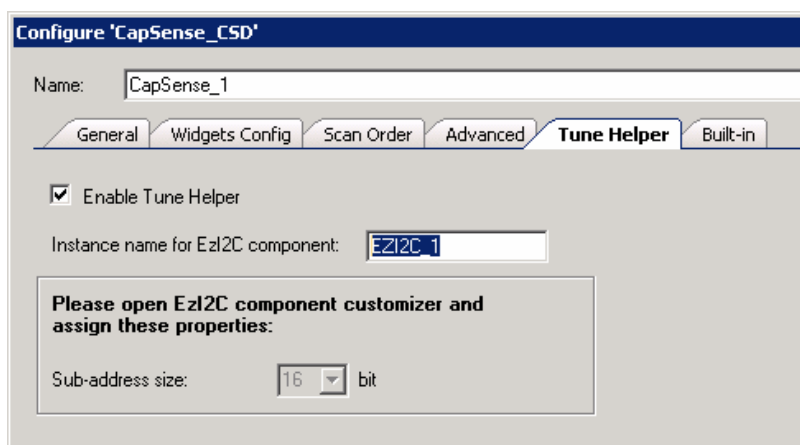 Configure 'CapSense_CSD'
Name: CapSense_1
General Widgets Config Scan Order Advanced Tune Helper Built-in
Enable Tune Helper
Instance name for EzI2C component: EZI2C_1
Please open EzI2C component customizer and
assign these properties:
Sub-address size: 16 bit